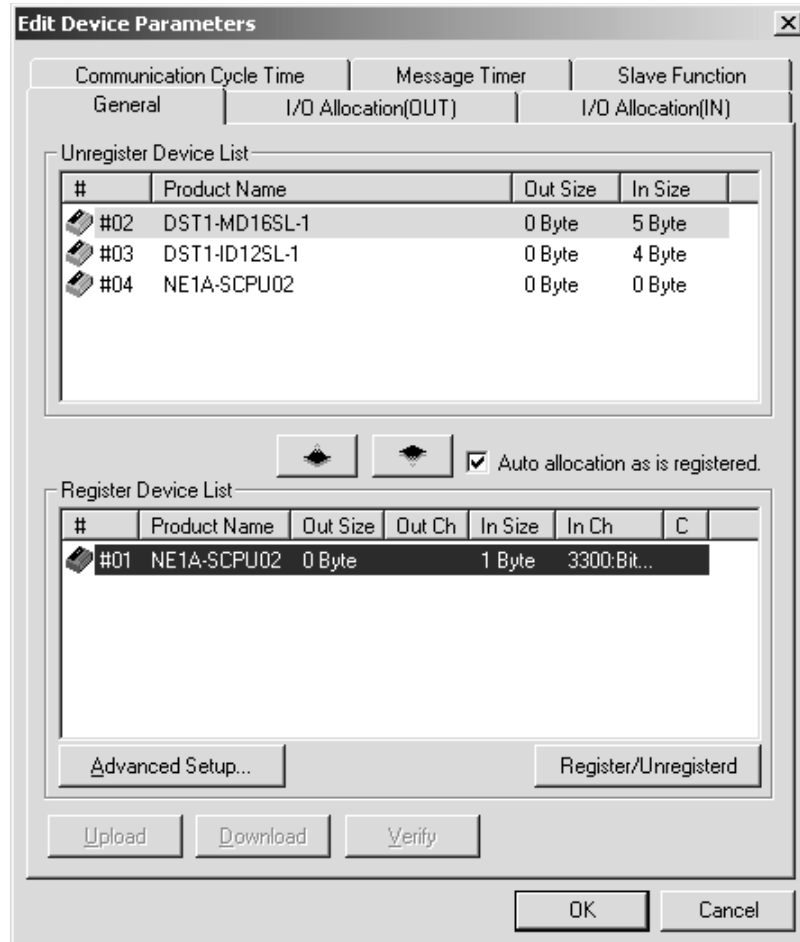 Edit Device Parameters
Communication Cycle Time Message Timer Slave Function
General I/O Allocation(OUT) I/O Allocation(IN)
Unregister Device List
# Product Name Out Size In Size
#02 DST1-MD16SL-1 0 Byte 5 Byte
#03 DST1-ID12SL-1 0 Byte 4 Byte
#04 NE1A-SCPU02 0 Byte 0 Byte
Auto allocation as is registered.
Register Device List
# Product Name Out Size Out Ch In Size In Ch C
#01 NE1A-SCPU02 0 Byte 1 Byte 3300:Bit...
Advanced Setup... Register/Unregisterd
Upload Download Verify
OK Cancel